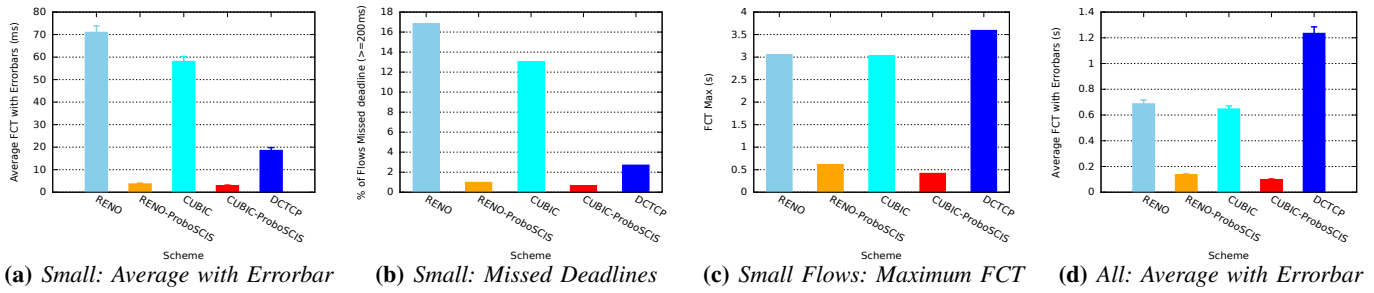 Average FCT with Errorbars (ms)
80
70
60
50
40
30
20
10
0
RENO
RENO-ProboSCIS
CUBIC
CUBIC-ProboSCIS
DCTCP
Scheme
(a) Small: Average with Errorbar
% of Flows Missed deadline (>=200ms)
18
16
14
12
10
8
6
4
2
0
RENO
RENO-ProboSCIS
CUBIC
CUBIC-ProboSCIS
DCTCP
Scheme
(b) Small: Missed Deadlines
FCT Max (s)
4
3.5
3
2.5
2
1.5
1
0.5
0
RENO
RENO-ProboSCIS
CUBIC
CUBIC-ProboSCIS
DCTCP
Scheme
(c) Small Flows: Maximum FCT
Average FCT with Errorbars (s)
1.4
1.2
1
0.8
0.6
0.4
0.2
0
RENO
RENO-ProboSCIS
CUBIC
CUBIC-ProboSCIS
DCTCP
Scheme
(d) All: Average with Errorbar